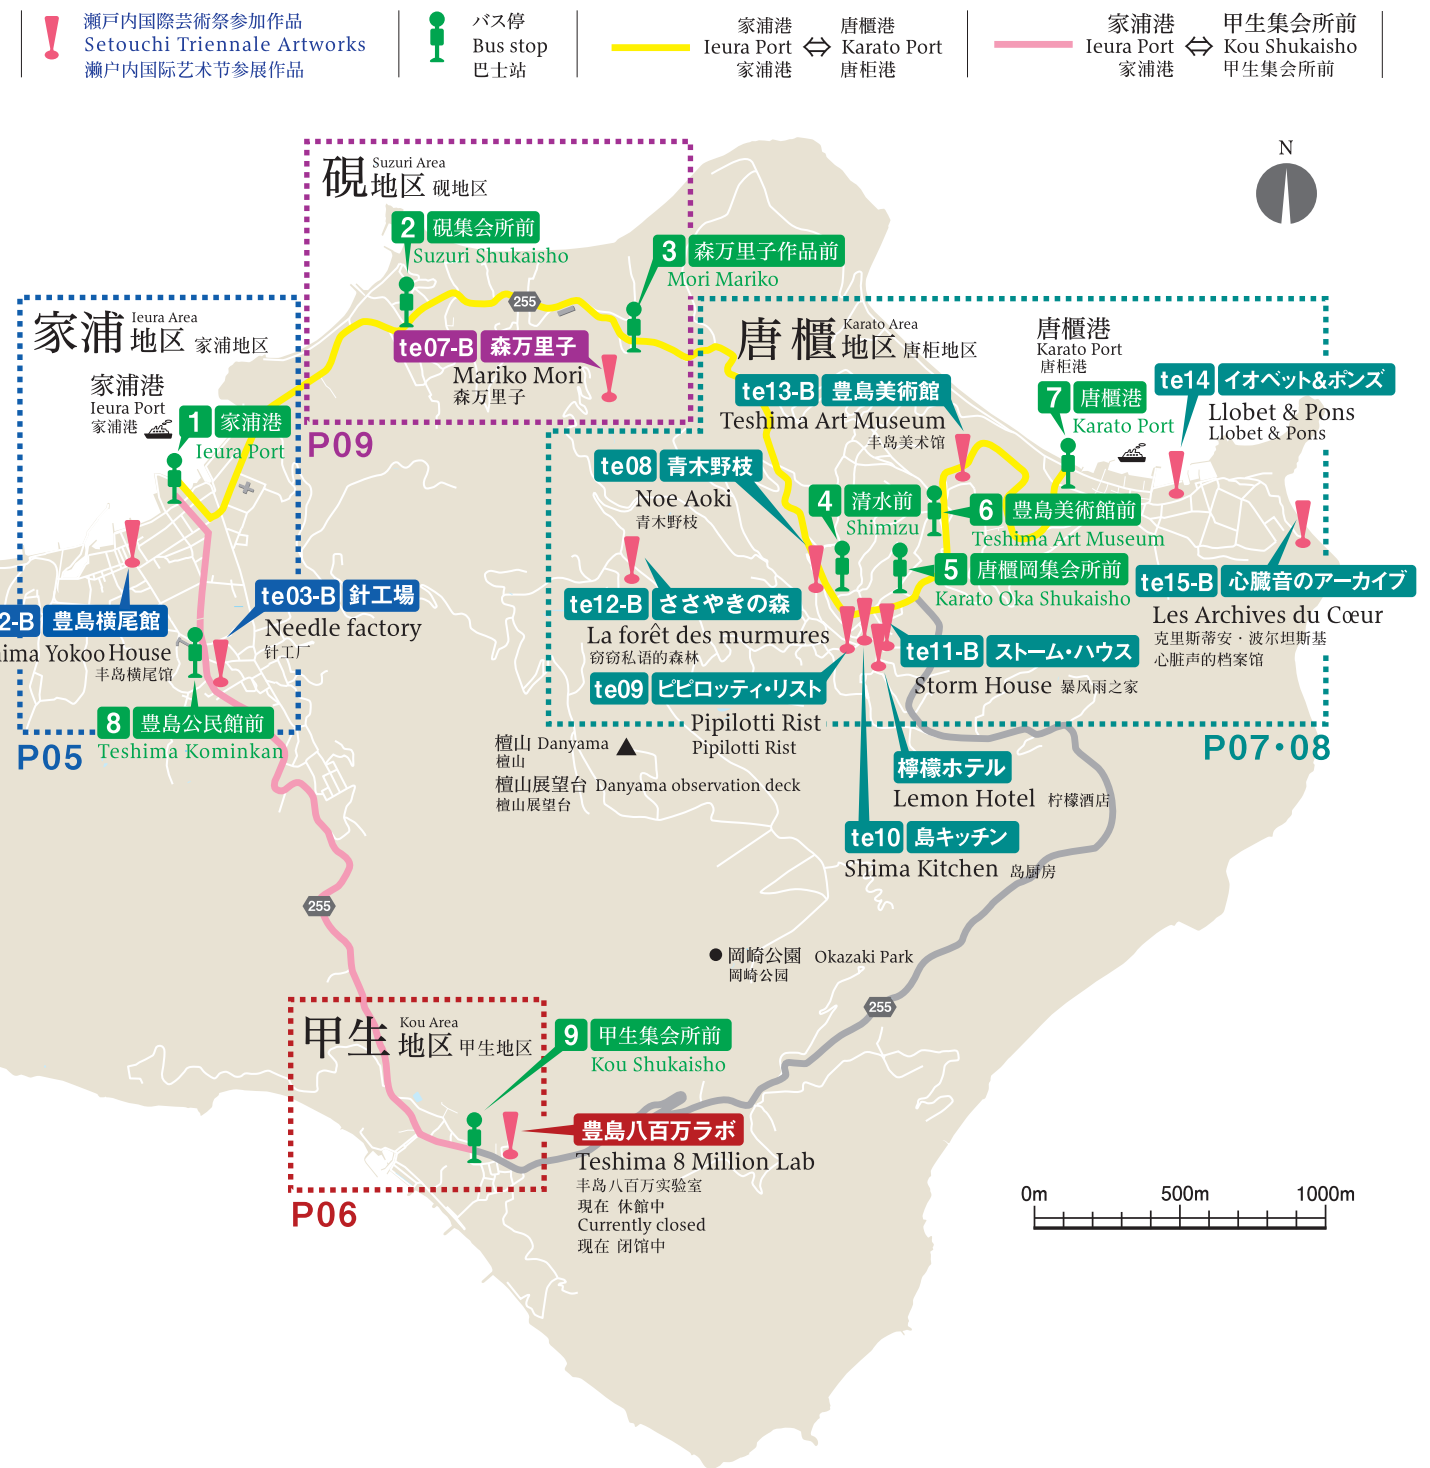 瀬戸内国際芸術祭参加作品
Setouchi Triennale Artworks
濑户内国际艺术节参展作品
バス停
Bus stop
巴士站
家浦港 唐櫃港
Ieura Port ⇔ Karato Port
家浦港 唐柜港
家浦港 甲生集会所前
Ieura Port ⇔ Kou Shukaisho
家浦港 甲生集会所前
N
硯地区
Suzuri Area
砚地区
2 硯集会所前
Suzuri Shukaisho
3 森万里子作品前
Mori Mariko
255
te07-B 森万里子
Mariko Mori
森万里子
P09
家浦地区
Ieura Area
家浦地区
家浦港
Ieura Port
家浦港
1 家浦港
Ieura Port
2-B 豊島横尾館
ima Yokoo House
丰岛横尾馆
te03-B 針工場
Needle factory
针工厂
8 豊島公民館前
Teshima Kominkan
P05
唐櫃地区
Karato Area
唐柜地区
唐櫃港
Karato Port
唐柜港
7 唐櫃港
Karato Port
te14 イオベット&ポンズ
Llobet & Pons
Llobet & Pons
te13-B 豊島美術館
Teshima Art Museum
丰岛美术馆
te08 青木野枝
Noe Aoki
青木野枝
4 清水前
Shimizu
6 豊島美術館前
Teshima Art Museum
5 唐櫃岡集会所前
Karato Oka Shukaisho
te15-B 心臓音のアーカイブ
Les Archives du Cœur
克里斯蒂安・波尔坦斯基
心脏声的档案馆
te12-B ささやきの森
La forêt des murmures
窃窃私语的森林
te09 ピピロッティ・リスト
Pipilotti Rist
Pipilotti Rist
te11-B ストーム・ハウス
Storm House 暴风雨之家
P07・08
檸檬ホテル
Lemon Hotel 柠檬酒店
te10 島キッチン
Shima Kitchen 岛厨房
檀山 Danyama
檀山
檀山展望台 Danyama observation deck
檀山展望台
255
岡崎公園 Okazaki Park
岡崎公园
255
甲生地区
Kou Area
甲生地区
9 甲生集会所前
Kou Shukaisho
豊島八百万ラボ
Teshima 8 Million Lab
丰岛八百万实验室
現在 休館中
Currently closed
现在 闭馆中
P06
0m 500m 1000m